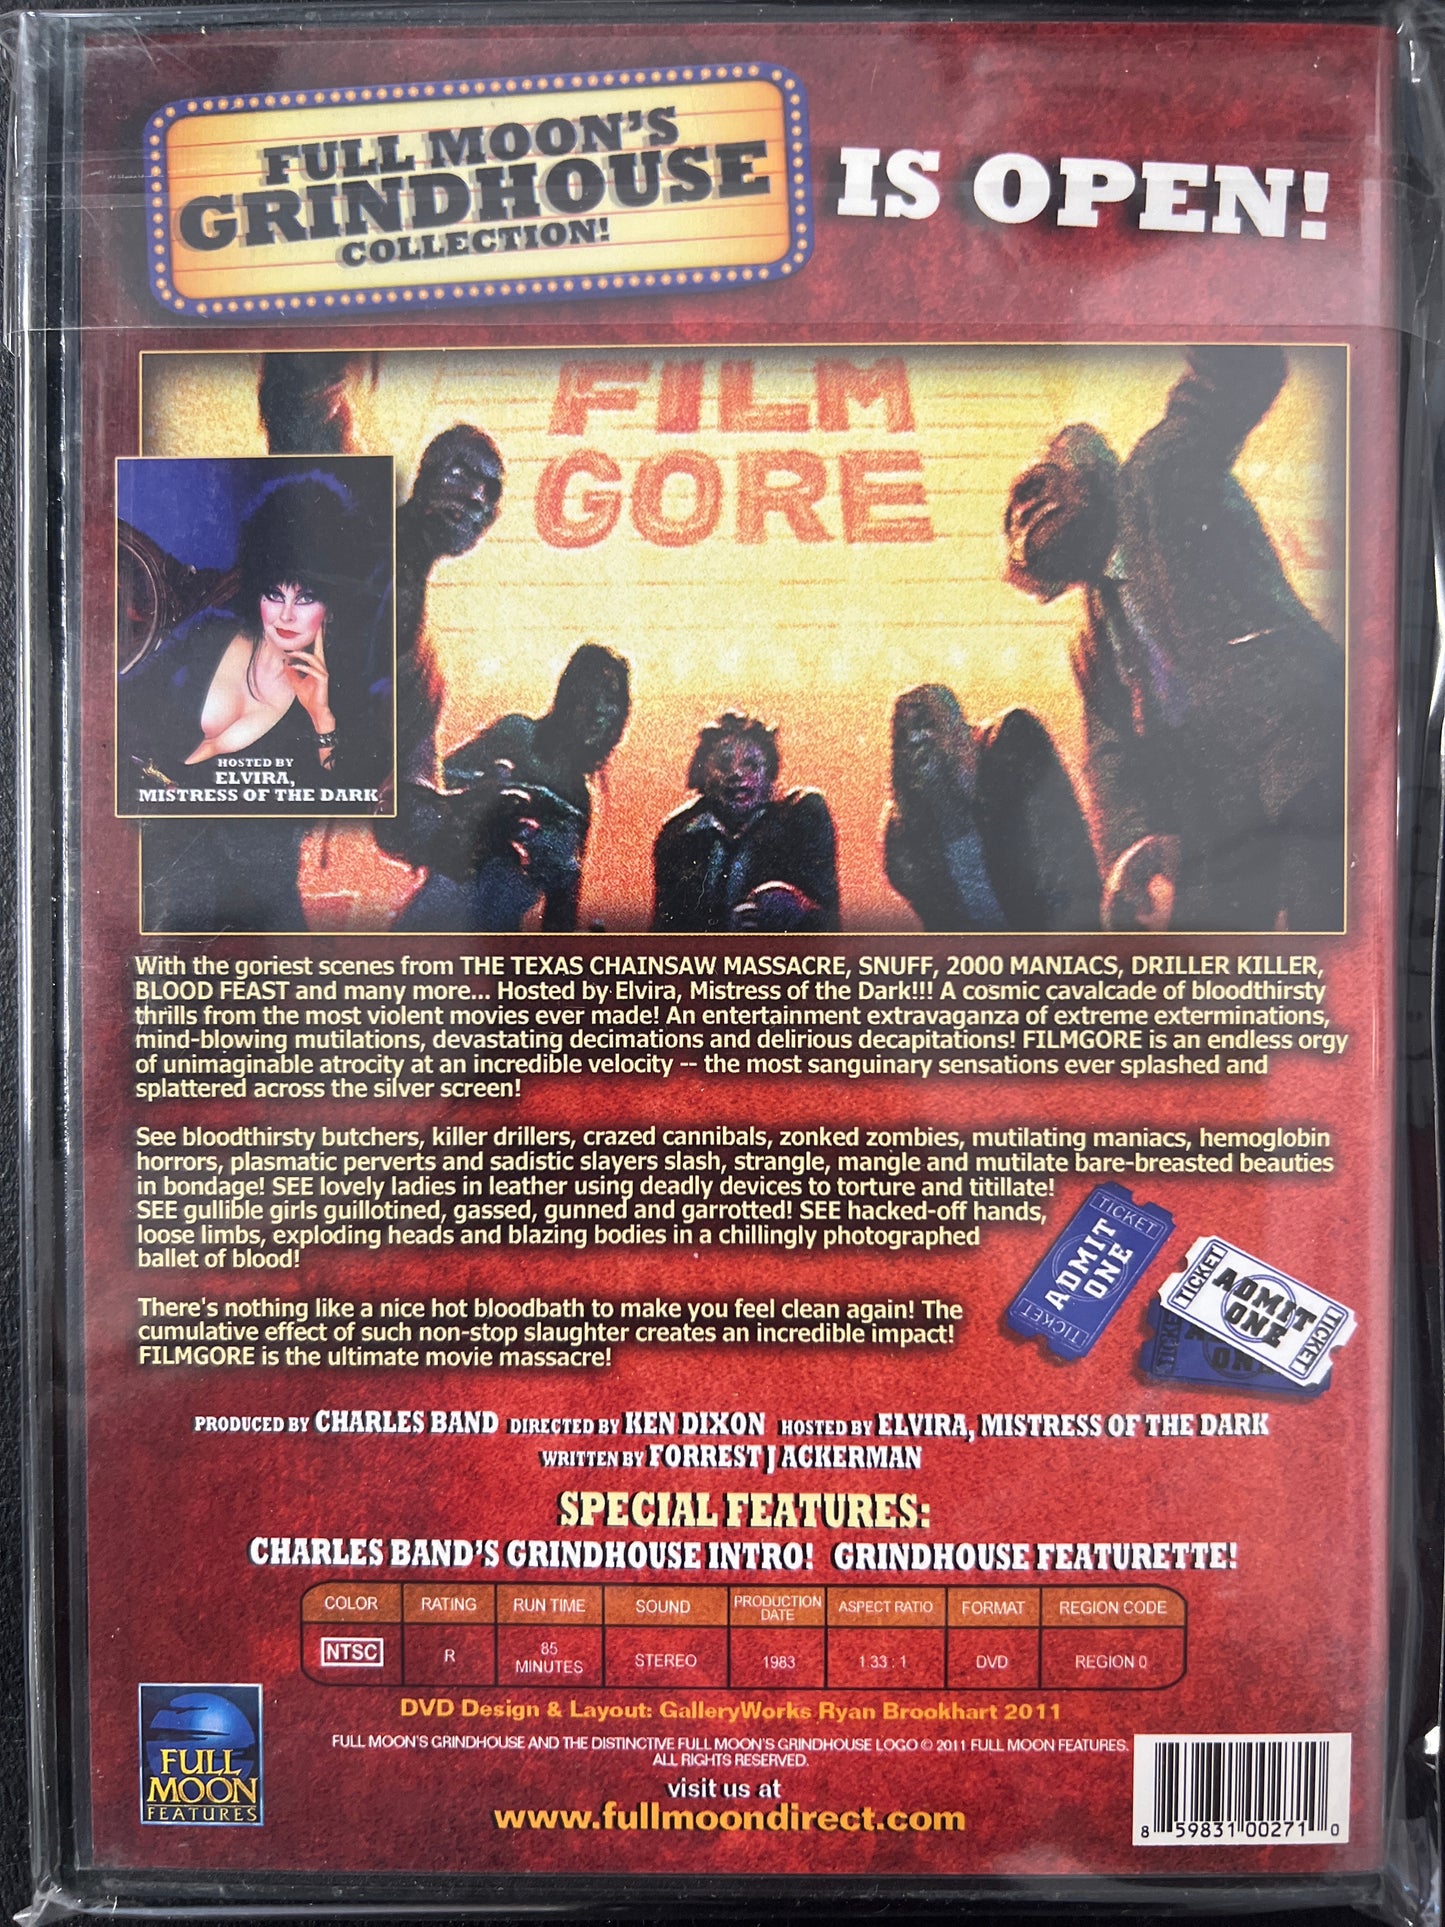 FULL MOON'S
GRINDHOUSE
COLLECTION!
IS OPEN!
FILM
GORE
HOSTED BY
ELVIRA,
MISTRESS OF THE DARK
With the goriest scenes from THE TEXAS CHAINSAW MASSACRE, SNUFF, 2000 MANIACS, DRILLER KILLER,
BLOOD FEAST and many more... Hosted by Elvira, Mistress of the Dark!!! A cosmic cavalcade of bloodthirsty
thrills from the most violent movies ever made! An entertainment extravaganza of extreme exterminations,
mind-blowing mutilations, devastating decimations and delirious decapitations! FILMGORE is an endless orgy
of unimaginable atrocity at an incredible velocity -- the most sanguinary sensations ever splashed and
splattered across the silver screen!
See bloodthirsty butchers, killer drillers, crazed cannibals, zonked zombies, mutilating maniacs, hemoglobin
horrors, plasmatic perverts and sadistic slayers slash, strangle, mangle and mutilate bare-breasted beauties
in bondage! SEE lovely ladies in leather using deadly devices to torture and titillate!
SEE gullible girls guillotined, gassed, gunned and garrotted! SEE hacked-off hands,
loose limbs, exploding heads and blazing bodies in a chillingly photographed
ballet of blood!
TICKET
ADMIT
ONE
TICKET
TICKET
ADMIT
ONE
TICKET
There's nothing like a nice hot bloodbath to make you feel clean again! The
cumulative effect of such non-stop slaughter creates an incredible impact!
FILMGORE is the ultimate movie massacre!
PRODUCED BY CHARLES BAND DIRECTED BY KEN DIXON HOSTED BY ELVIRA, MISTRESS OF THE DARK
WRITTEN BY FORREST J ACKERMAN
SPECIAL FEATURES:
CHARLES BAND'S GRINDHOUSE INTRO! GRINDHOUSE FEATURETTE!
COLOR RATING RUN TIME SOUND PRODUCTION DATE ASPECT RATIO FORMAT REGION CODE
NTSC R 85 MINUTES STEREO 1983 1.33 : 1 DVD REGION 0
DVD Design & Layout: GalleryWorks Ryan Brookhart 2011
FULL MOON'S GRINDHOUSE AND THE DISTINCTIVE FULL MOON'S GRINDHOUSE LOGO © 2011 FULL MOON FEATURES.
ALL RIGHTS RESERVED.
visit us at
www.fullmoondirect.com
FULL
MOON
FEATURES
8 59831 00271 0